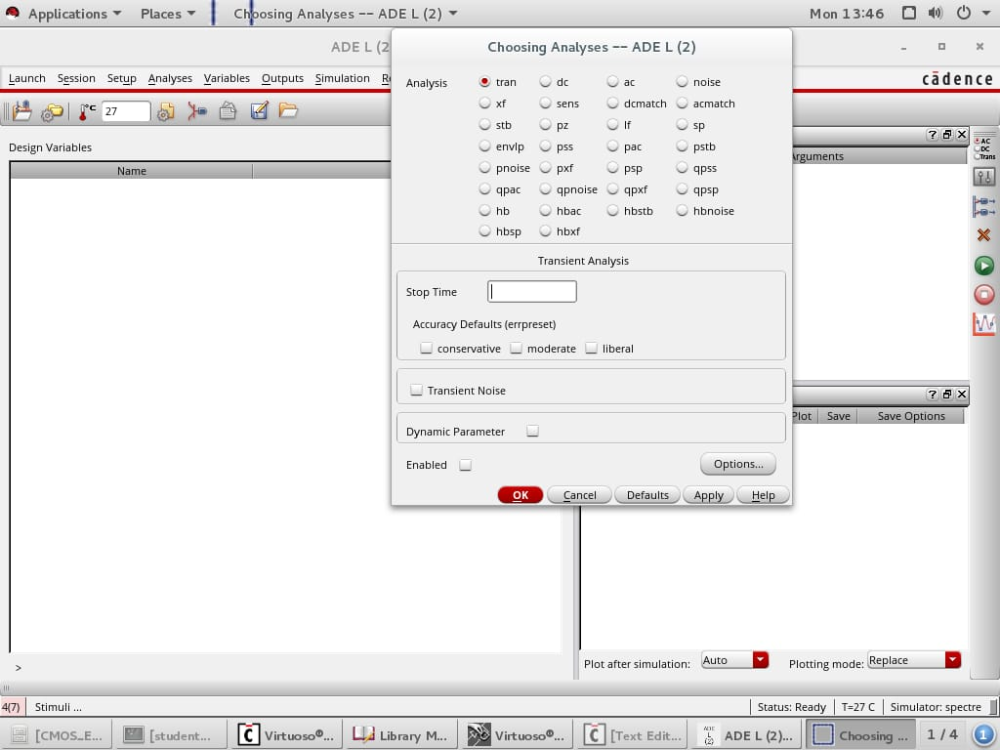 Applications Places Choosing Analyses -- ADE L (2) Mon 13:46
ADE L (2
Choosing Analyses -- ADE L (2)
Launch Session Setup Analyses Variables Outputs Simulation
cādence
27
Design Variables
Name
Analysis
tran dc ac noise
xf sens dcmatch acmatch
stb pz lf sp
envlp pss pac pstb
pnoise pxf psp qpss
qpac qpnoise qpxf qpsp
hb hbac hbstb hbnoise
hbsp hbxf
Transient Analysis
Stop Time
Accuracy Defaults (errpreset)
conservative moderate liberal
Transient Noise
Dynamic Parameter
Enabled
Options...
OK Cancel Defaults Apply Help
Arguments
AC
DC
Trans
Plot Save Save Options
>
Plot after simulation: Auto Plotting mode: Replace
4(7) Stimuli ... Status: Ready T=27 C Simulator: spectre
[CMOS_E... [student... Virtuoso®... Library M... Virtuoso®... [Text Edit... ADE L (2)... Choosing ... 1 / 4 1